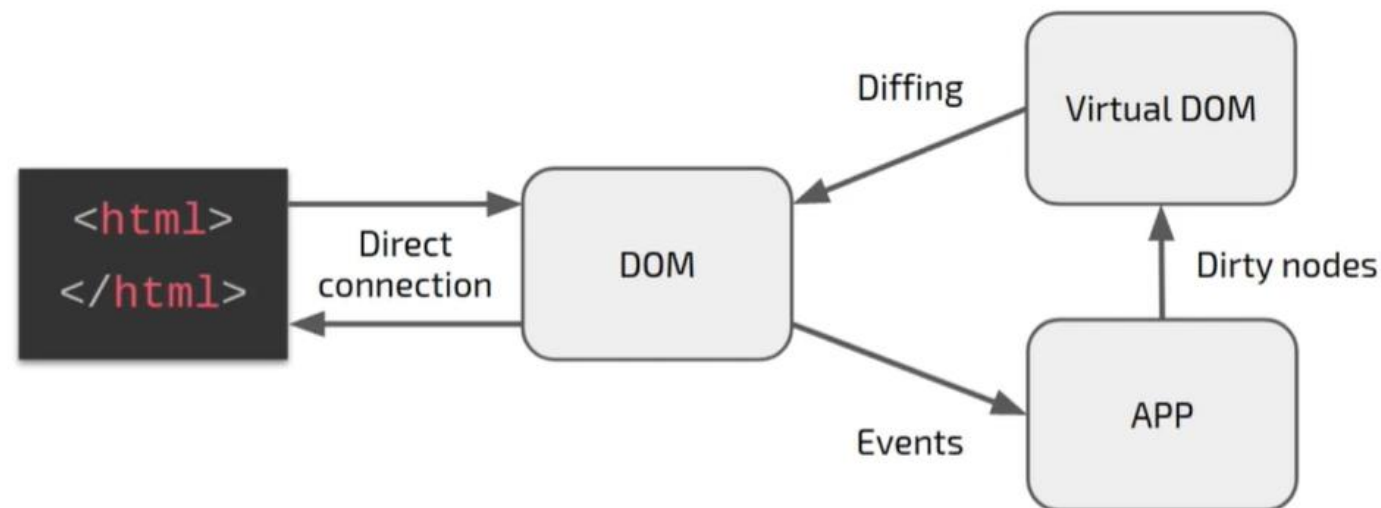 <html>
</html>
Direct
connection
DOM
Diffing
Virtual DOM
Dirty nodes
APP
Events